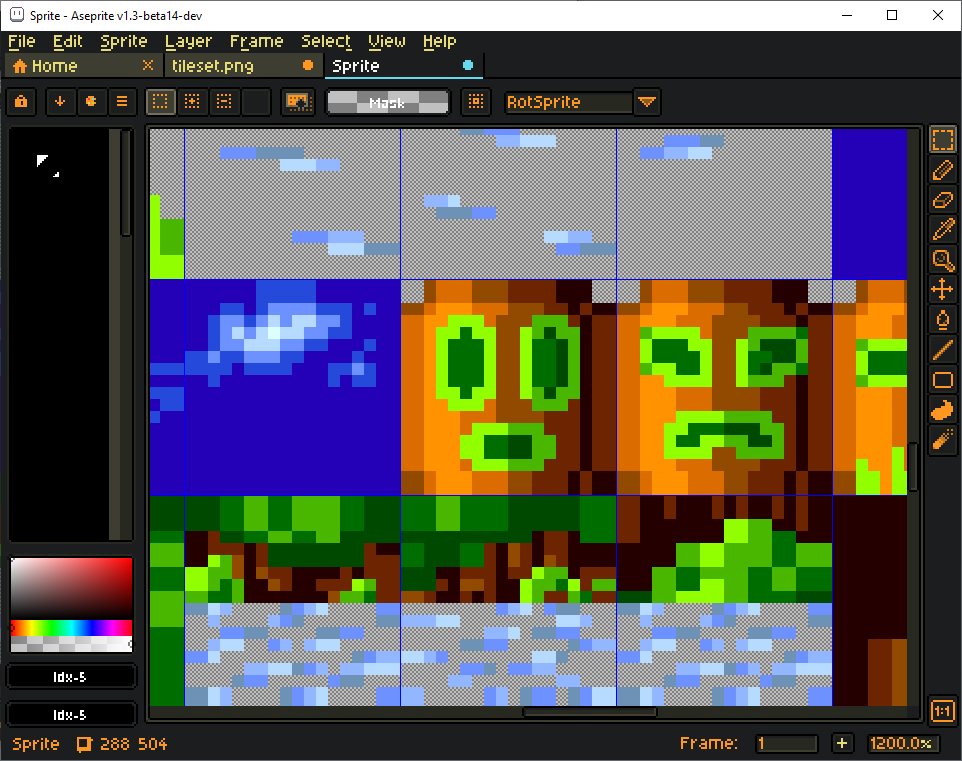 Sprite - Aseprite v1.3-beta14-dev
File Edit Sprite Layer Frame Select View Help
Home tileset.png Sprite
Mask RotSprite
Idx-5
Idx-5
1:1
Sprite 288 504 Frame: 1 + 1200.0%